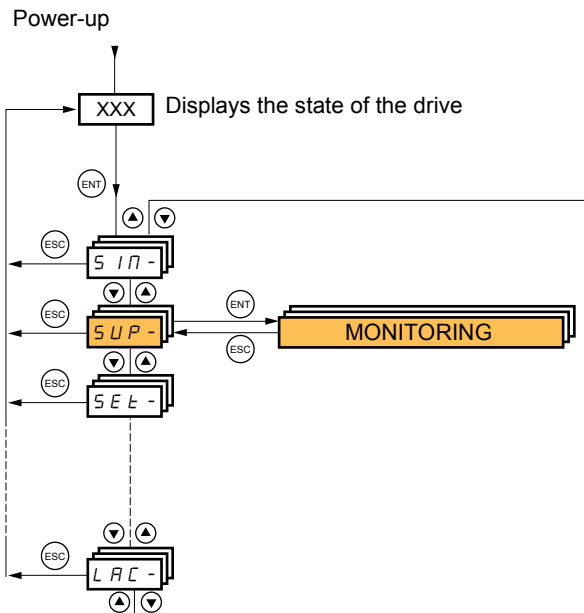 Power-up
XXX Displays the state of the drive
ENT
ESC
SIM-
ENT
ESC
SUP-
MONITORING
ESC
ESC
SEt-
ESC
LAC-